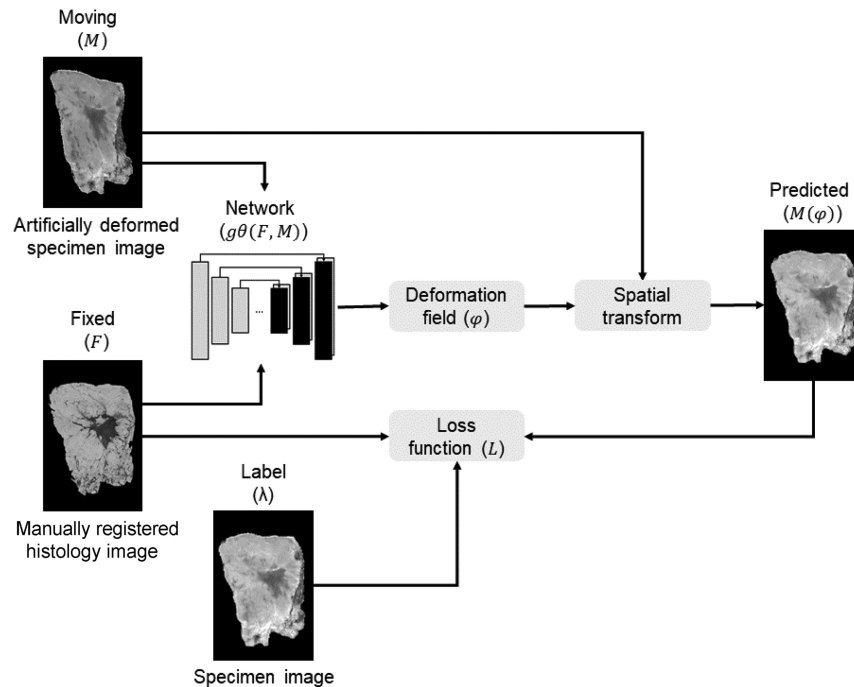 Moving
(M)
Artificially deformed
specimen image
Network
(gθ(F, M))
...
Fixed
(F)
Manually registered
histology image
Deformation
field (φ)
Spatial
transform
Predicted
(M(φ))
Loss
function (L)
Label
(λ)
Specimen image